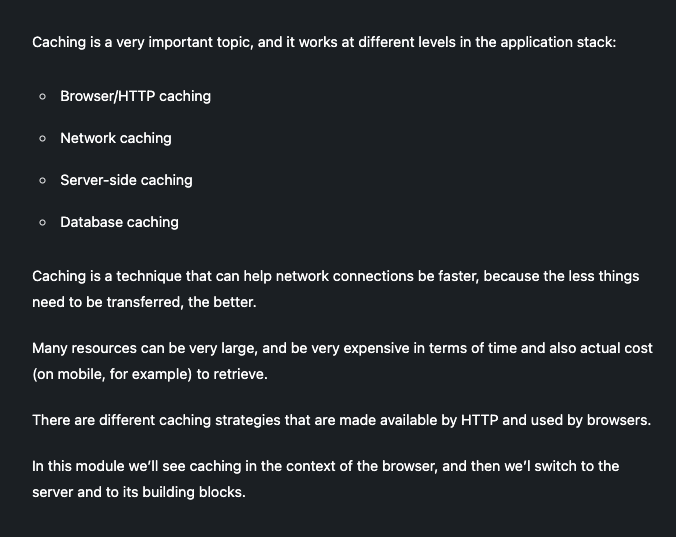 Caching is a very important topic, and it works at different levels in the application stack:
Browser/HTTP caching
Network caching
Server-side caching
Database caching
Caching is a technique that can help network connections be faster, because the less things
need to be transferred, the better.
Many resources can be very large, and be very expensive in terms of time and also actual cost
(on mobile, for example) to retrieve.
There are different caching strategies that are made available by HTTP and used by browsers.
In this module we’ll see caching in the context of the browser, and then we’l switch to the
server and to its building blocks.